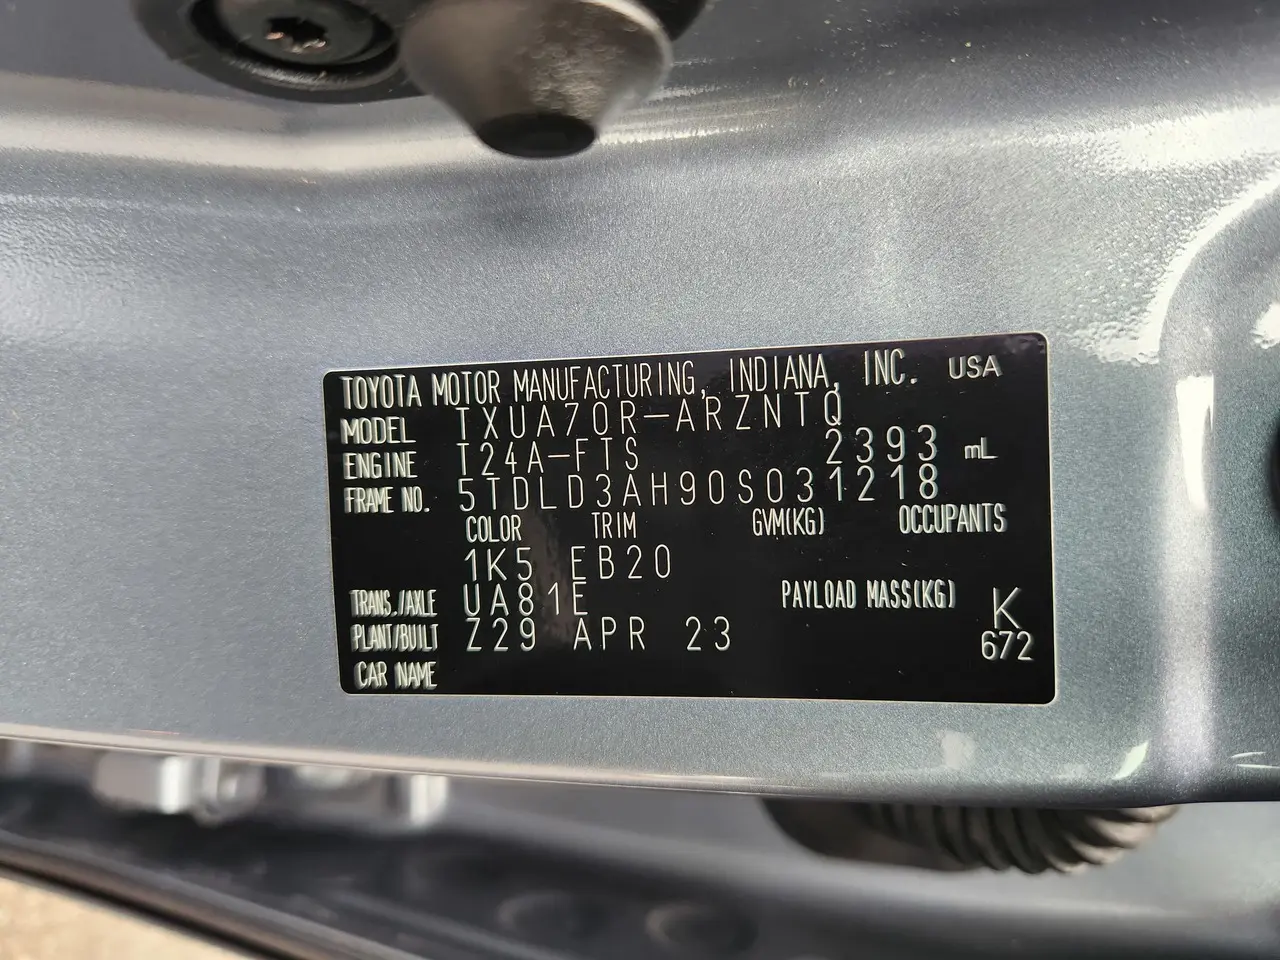 TOYOTA MOTOR MANUFACTURING, INDIANA, INC. USA
MODEL TXUA70R-ARZNTQ
ENGINE T24A-FTS 2393 mL
FRAME NO. 5TDLD3AH90S031218
COLOR TRIM GVM(KG) OCCUPANTS
1K5 EB20
TRANS./AXLE UA81E PAYLOAD MASS(KG) K
PLANT/BUILT Z29 APR 23 672
CAR NAME